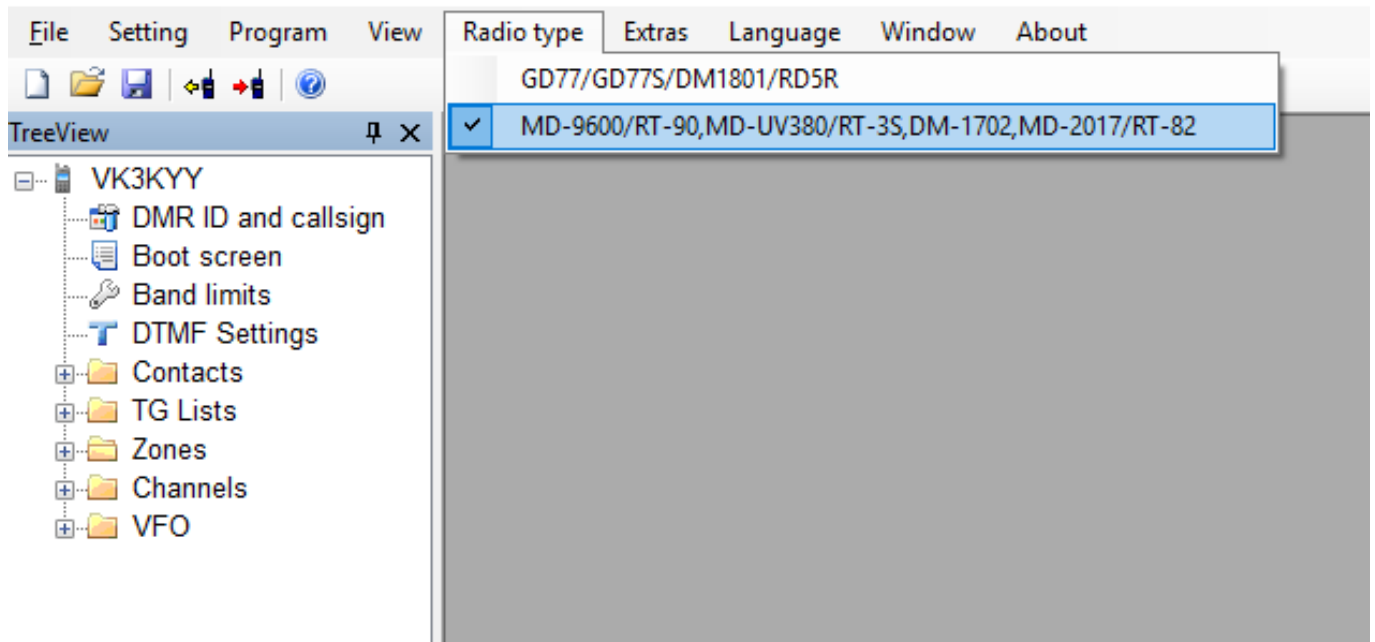 File Setting Program View Radio type Extras Language Window About
GD77/GD77S/DM1801/RD5R
TreeView
MD-9600/RT-90,MD-UV380/RT-3S,DM-1702,MD-2017/RT-82
VK3KYY
DMR ID and callsign
Boot screen
Band limits
DTMF Settings
Contacts
TG Lists
Zones
Channels
VFO